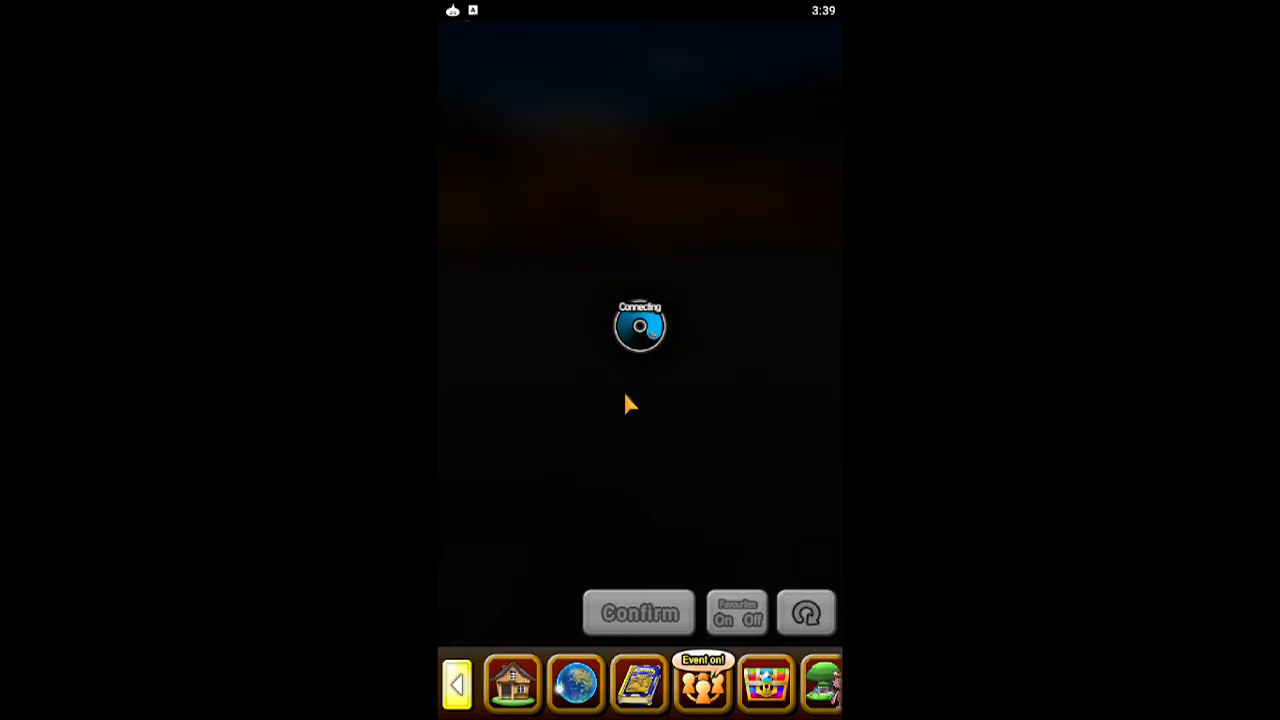 A
3:39
Connecting
Confirm
Favourites
On Off
Event on!